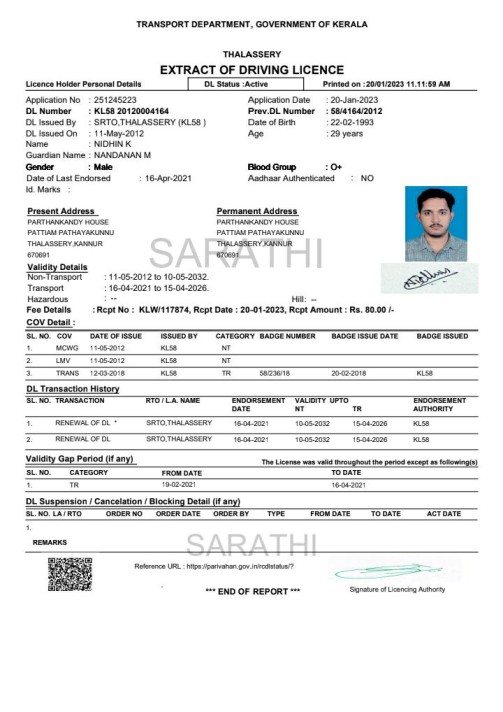 TRANSPORT DEPARTMENT, GOVERNMENT OF KERALA
THALASSERY
EXTRACT OF DRIVING LICENCE
Licence Holder Personal Details DL Status :Active Printed on :20/01/2023 11.11:59 AM
Application No : 251245223 Application Date : 20-Jan-2023
DL Number : KL58 20120004164 Prev.DL Number : 58/4164/2012
DL Issued By : SRTO,THALASSERY (KL58 ) Date of Birth : 22-02-1993
DL Issued On : 11-May-2012 Age : 29 years
Name : NIDHIN K
Guardian Name : NANDANAN M
Gender : Male Blood Group : O+
Date of Last Endorsed : 16-Apr-2021 Aadhaar Authenticated : NO
Id. Marks :
Present Address Permanent Address
PARTHANKANDY HOUSE PARTHANKANDY HOUSE
PATTIAM PATHAYAKUNNU PATTIAM PATHAYAKUNNU
THALASSERY,KANNUR THALASSERY,KANNUR
670691 670691
SARATHI
Validity Details
Non-Transport : 11-05-2012 to 10-05-2032.
Transport : 16-04-2021 to 15-04-2026.
Hazardous : -- Hill: --
Fee Details : Rcpt No : KLW/117874, Rcpt Date : 20-01-2023, Rcpt Amount : Rs. 80.00 /-
COV Detail :
SL. NO. COV DATE OF ISSUE ISSUED BY CATEGORY BADGE NUMBER BADGE ISSUE DATE BADGE ISSUED
1. MCWG 11-05-2012 KL58 NT
2. LMV 11-05-2012 KL58 NT
3. TRANS 12-03-2018 KL58 TR 58/236/18 20-02-2018 KL58
DL Transaction History
SL. NO. TRANSACTION RTO / L.A. NAME ENDORSEMENT VALIDITY UPTO ENDORSEMENT
DATE NT TR AUTHORITY
1. RENEWAL OF DL * SRTO,THALASSERY 16-04-2021 10-05-2032 15-04-2026 KL58
2. RENEWAL OF DL SRTO,THALASSERY 16-04-2021 10-05-2032 15-04-2026 KL58
Validity Gap Period (if any) The License was valid throughout the period except as following(s)
SL. NO. CATEGORY FROM DATE TO DATE
1. TR 19-02-2021 16-04-2021
DL Suspension / Cancelation / Blocking Detail (if any)
SL. NO. LA / RTO ORDER NO ORDER DATE ORDER BY TYPE FROM DATE TO DATE ACT DATE
1.
REMARKS
SARATHI
Reference URL : https://parivahan.gov.in/rcdlstatus/?
*** END OF REPORT ***
Signature of Licencing Authority